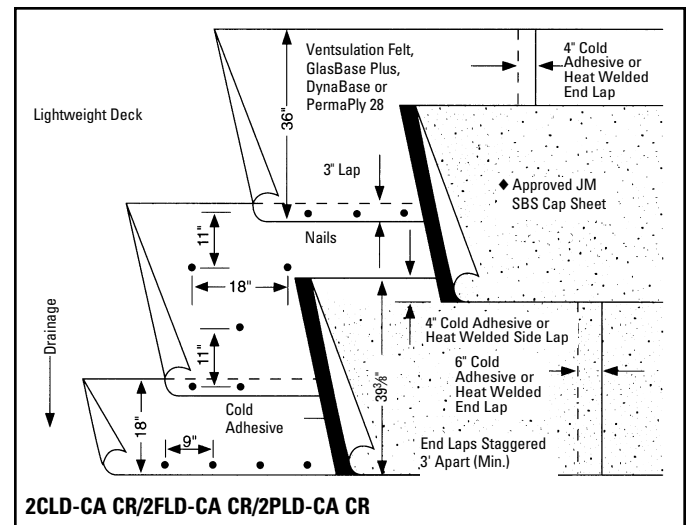 Ventsulation Felt,
GlasBase Plus,
DynaBase or
PermaPly 28
4" Cold
Adhesive or
Heat Welded
End Lap
Lightweight Deck
36"
3" Lap
◆ Approved JM
SBS Cap Sheet
Nails
11"
18"
Drainage
4" Cold Adhesive or
Heat Welded Side Lap
11"
6" Cold
Adhesive or
Heat Welded
End Lap
39⅜"
18"
Cold
Adhesive
9"
End Laps Staggered
3' Apart (Min.)
2CLD-CA CR/2FLD-CA CR/2PLD-CA CR